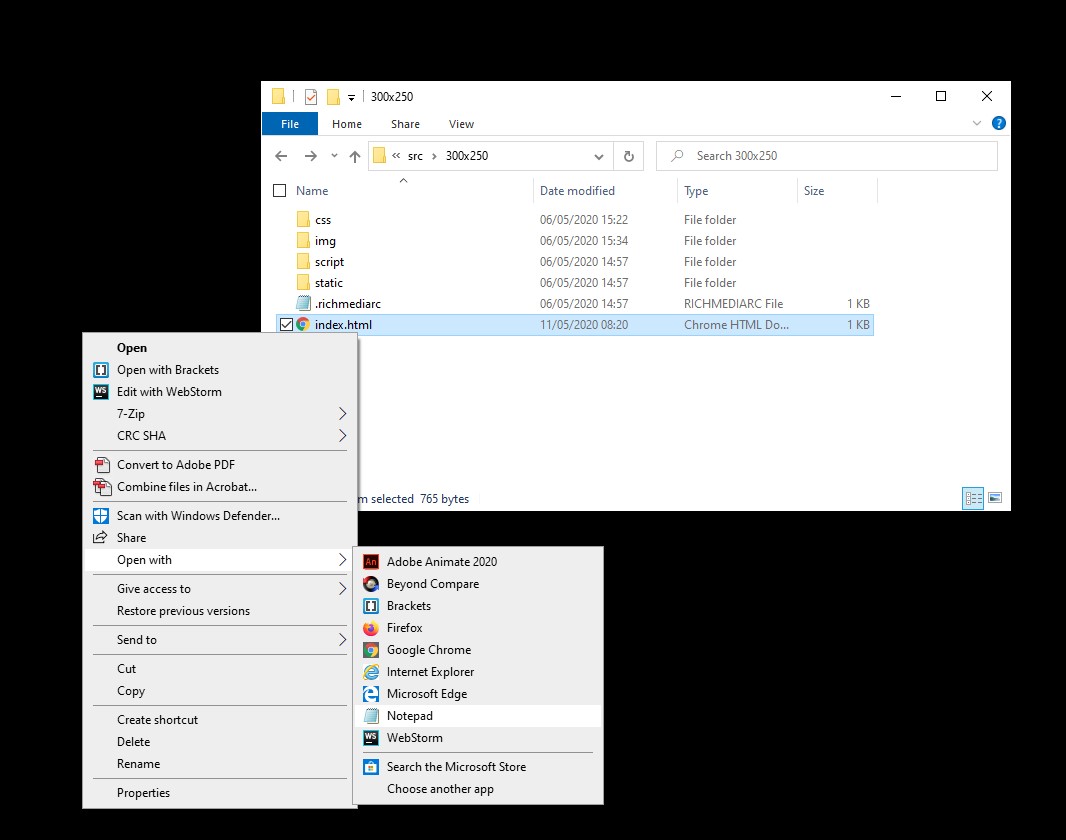 300x250
File Home Share View
« src › 300x250 Search 300x250
Name Date modified Type Size
css 06/05/2020 15:22 File folder
img 06/05/2020 15:34 File folder
script 06/05/2020 14:57 File folder
static 06/05/2020 14:57 File folder
.richmediarc 06/05/2020 14:57 RICHMEDIARC File 1 KB
index.html 11/05/2020 08:20 Chrome HTML Do... 1 KB
m selected 765 bytes
Open
Open with Brackets
WS Edit with WebStorm
7-Zip
CRC SHA
Convert to Adobe PDF
Combine files in Acrobat...
Scan with Windows Defender...
Share
Open with
Give access to
Restore previous versions
Send to
Cut
Copy
Create shortcut
Delete
Rename
Properties
An Adobe Animate 2020
Beyond Compare
Brackets
Firefox
Google Chrome
Internet Explorer
Microsoft Edge
Notepad
WS WebStorm
Search the Microsoft Store
Choose another app